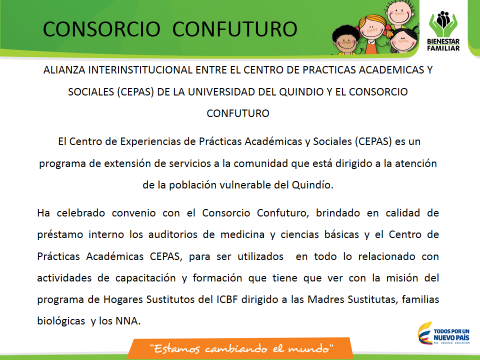 CONSORCIO CONFUTURO
BIENESTAR
FAMILIAR
ALIANZA INTERINSTITUCIONAL ENTRE EL CENTRO DE PRACTICAS ACADEMICAS Y
SOCIALES (CEPAS) DE LA UNIVERSIDAD DEL QUINDIO Y EL CONSORCIO
CONFUTURO
El Centro de Experiencias de Prácticas Académicas y Sociales (CEPAS) es un
programa de extensión de servicios a la comunidad que está dirigido a la atención
de la población vulnerable del Quindío.
Ha celebrado convenio con el Consorcio Confuturo, brindando en calidad de
préstamo interno los auditorios de medicina y ciencias básicas y el Centro de
Prácticas Académicas CEPAS, para ser utilizados en todo lo relacionado con
actividades de capacitación y formación que tiene que ver con la misión del
programa de Hogares Sustitutos del ICBF dirigido a las Madres Sustitutas, familias
biológicas y los NNA.
"Estamos cambiando el mundo"
TODOS POR UN
NUEVO PAÍS